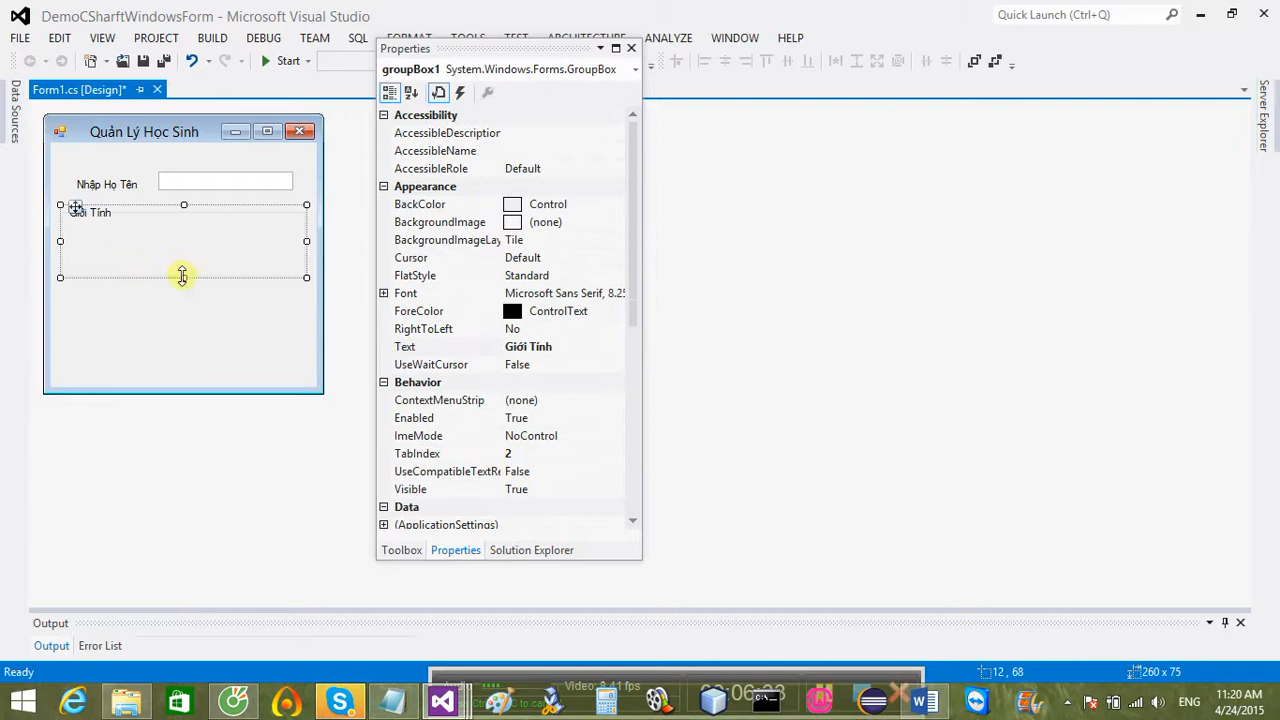 DemoCSharftWindowsForm - Microsoft Visual Studio
Quick Launch (Ctrl+Q)
FILE EDIT VIEW PROJECT BUILD DEBUG TEAM SQL ANALYZE WINDOW HELP
Start
Form1.cs [Design]*
Data Sources
Server Explorer
Quản Lý Học Sinh
Nhập Họ Tên
Giới Tính
Properties
groupBox1 System.Windows.Forms.GroupBox
Accessibility
AccessibleDescription
AccessibleName
AccessibleRole Default
Appearance
BackColor Control
BackgroundImage (none)
BackgroundImageLay Tile
Cursor Default
FlatStyle Standard
Font Microsoft Sans Serif, 8.25
ForeColor ControlText
RightToLeft No
Text Giới Tính
UseWaitCursor False
Behavior
ContextMenuStrip (none)
Enabled True
ImeMode NoControl
TabIndex 2
UseCompatibleTextRe False
Visible True
Data
(ApplicationSettings)
Toolbox Properties Solution Explorer
Output
Output Error List
Ready
12 , 68
260 x 75
Video: 8.41 fps
ENG
11:20 AM
4/24/2015